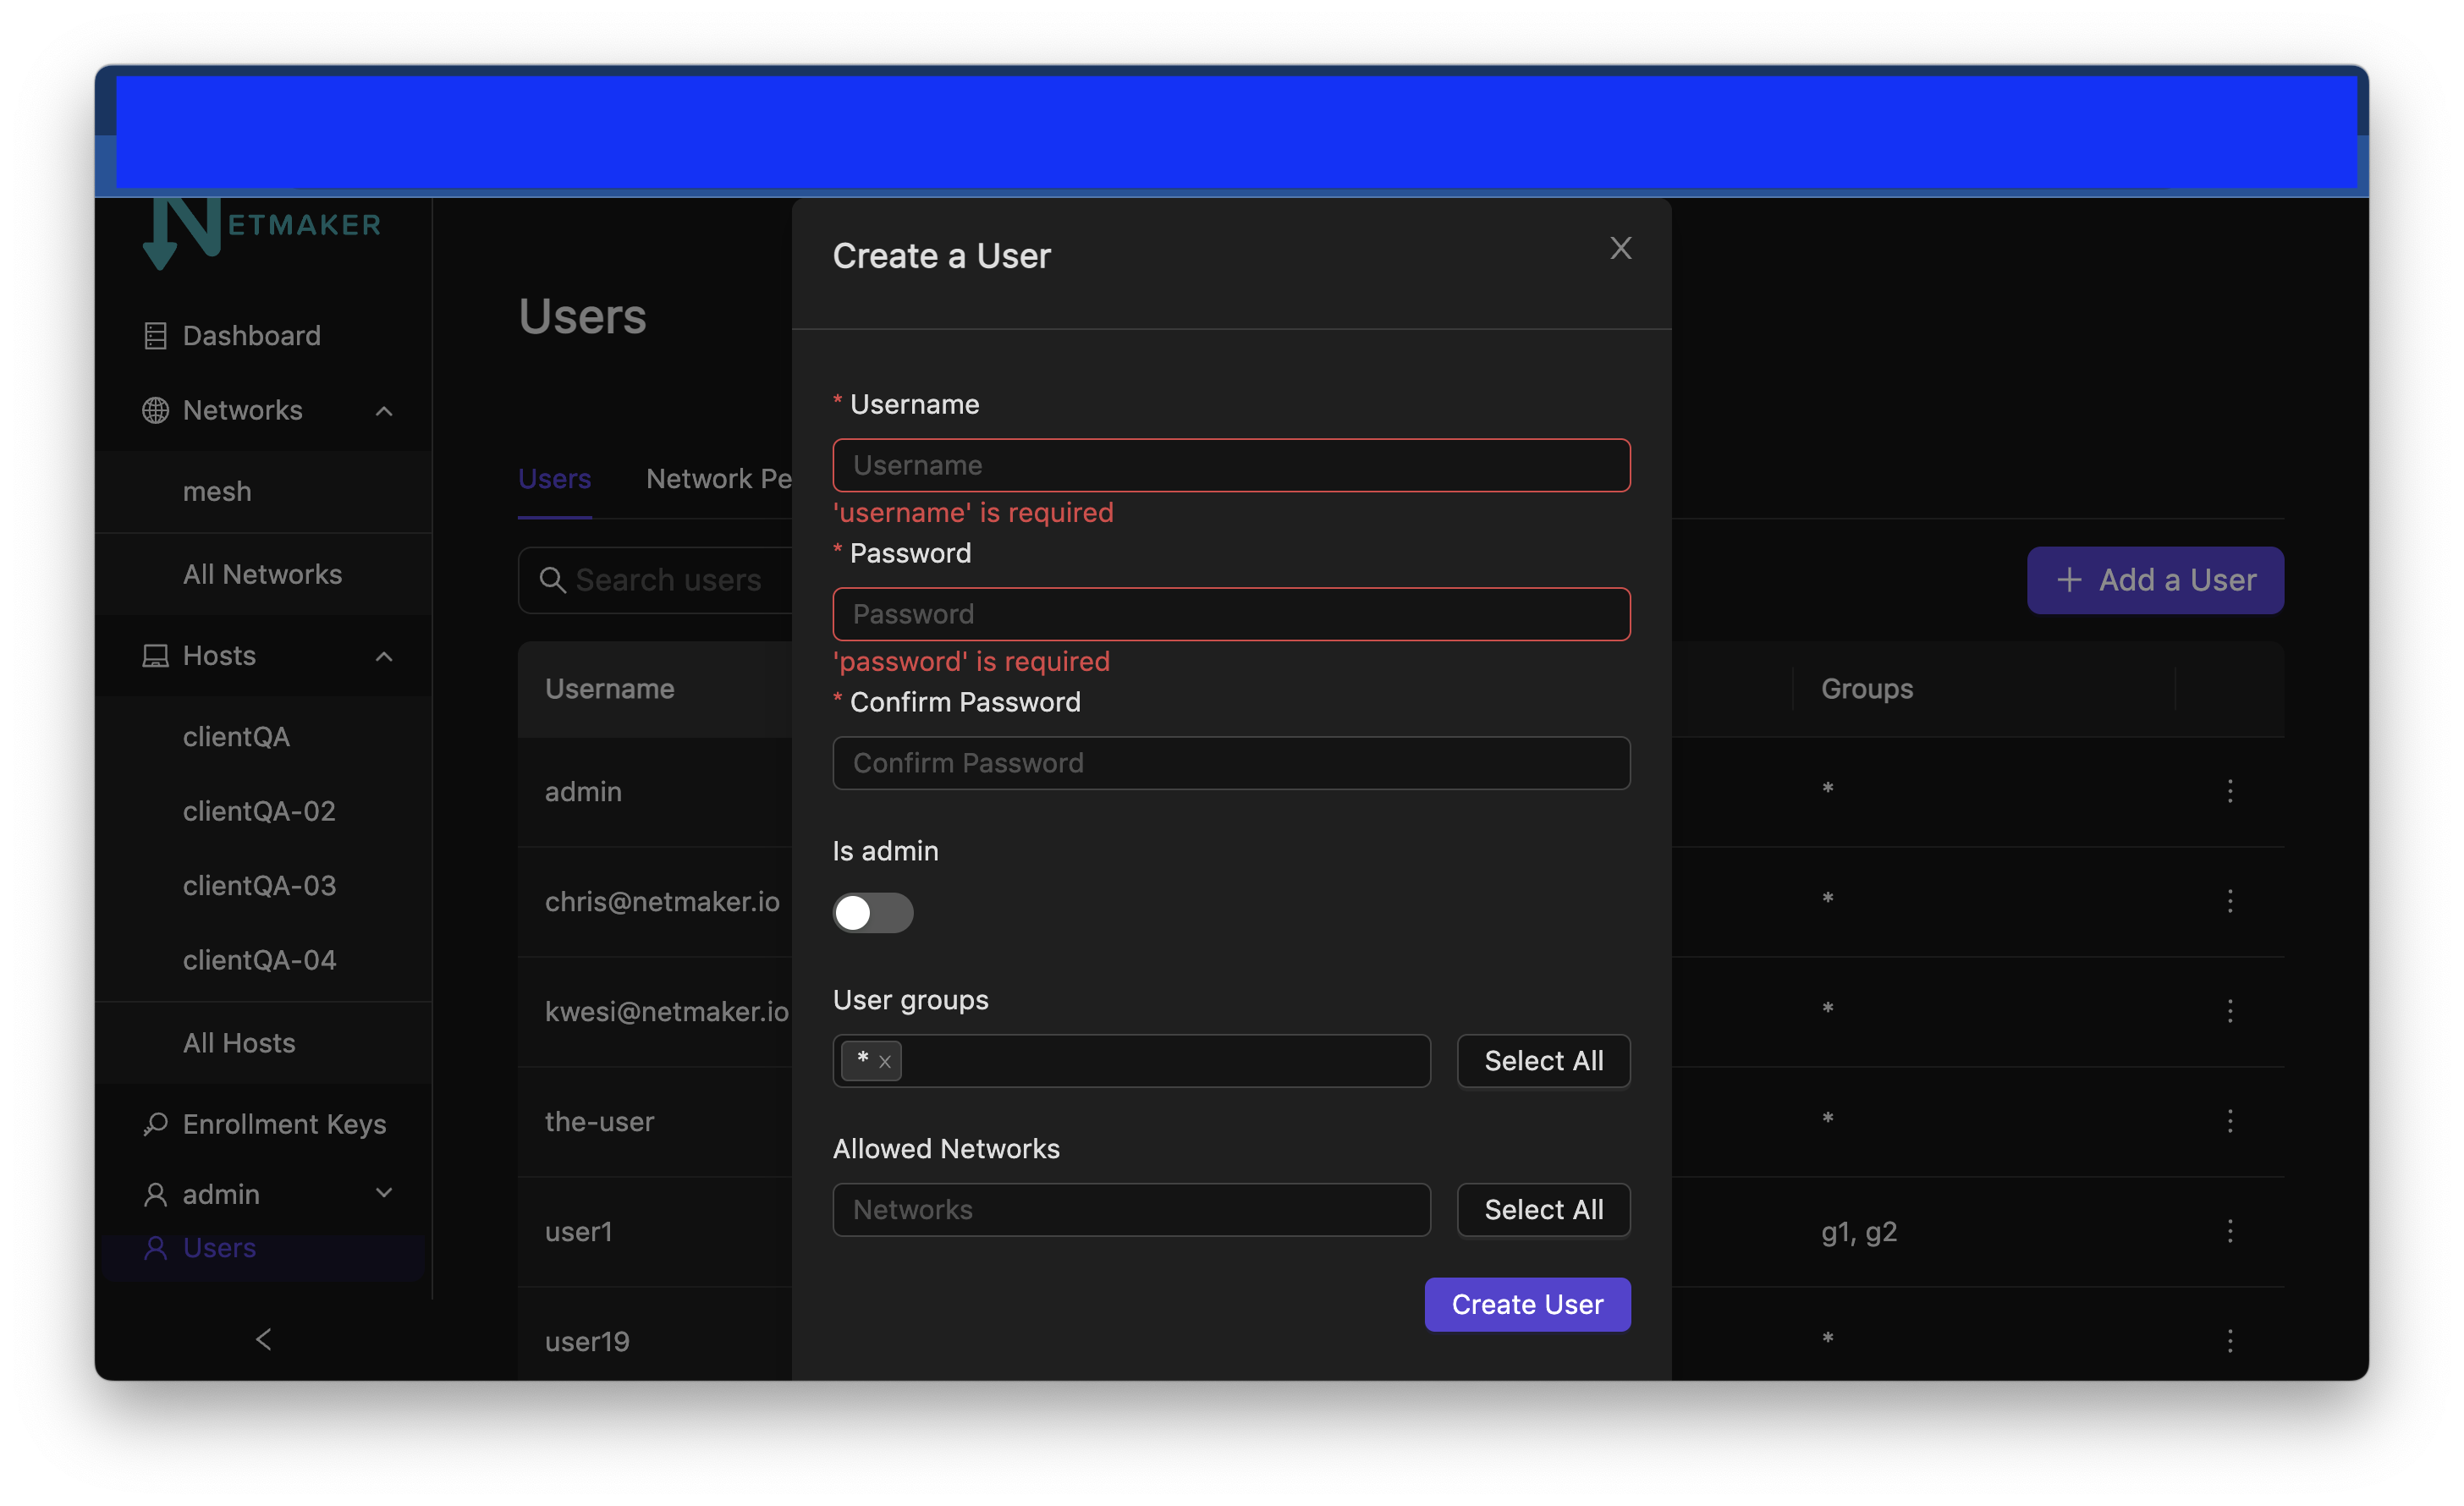 NETMAKER
Dashboard
Networks
mesh
All Networks
Hosts
clientQA
clientQA-02
clientQA-03
clientQA-04
All Hosts
Enrollment Keys
admin
Users
Users
Users
Network Pe
Search users
+ Add a User
Username
Groups
admin
*
chris@netmaker.io
*
kwesi@netmaker.io
*
the-user
*
user1
g1, g2
user19
*
Create a User
* Username
Username
'username' is required
* Password
Password
'password' is required
* Confirm Password
Confirm Password
Is admin
User groups
*
Select All
Allowed Networks
Networks
Select All
Create User